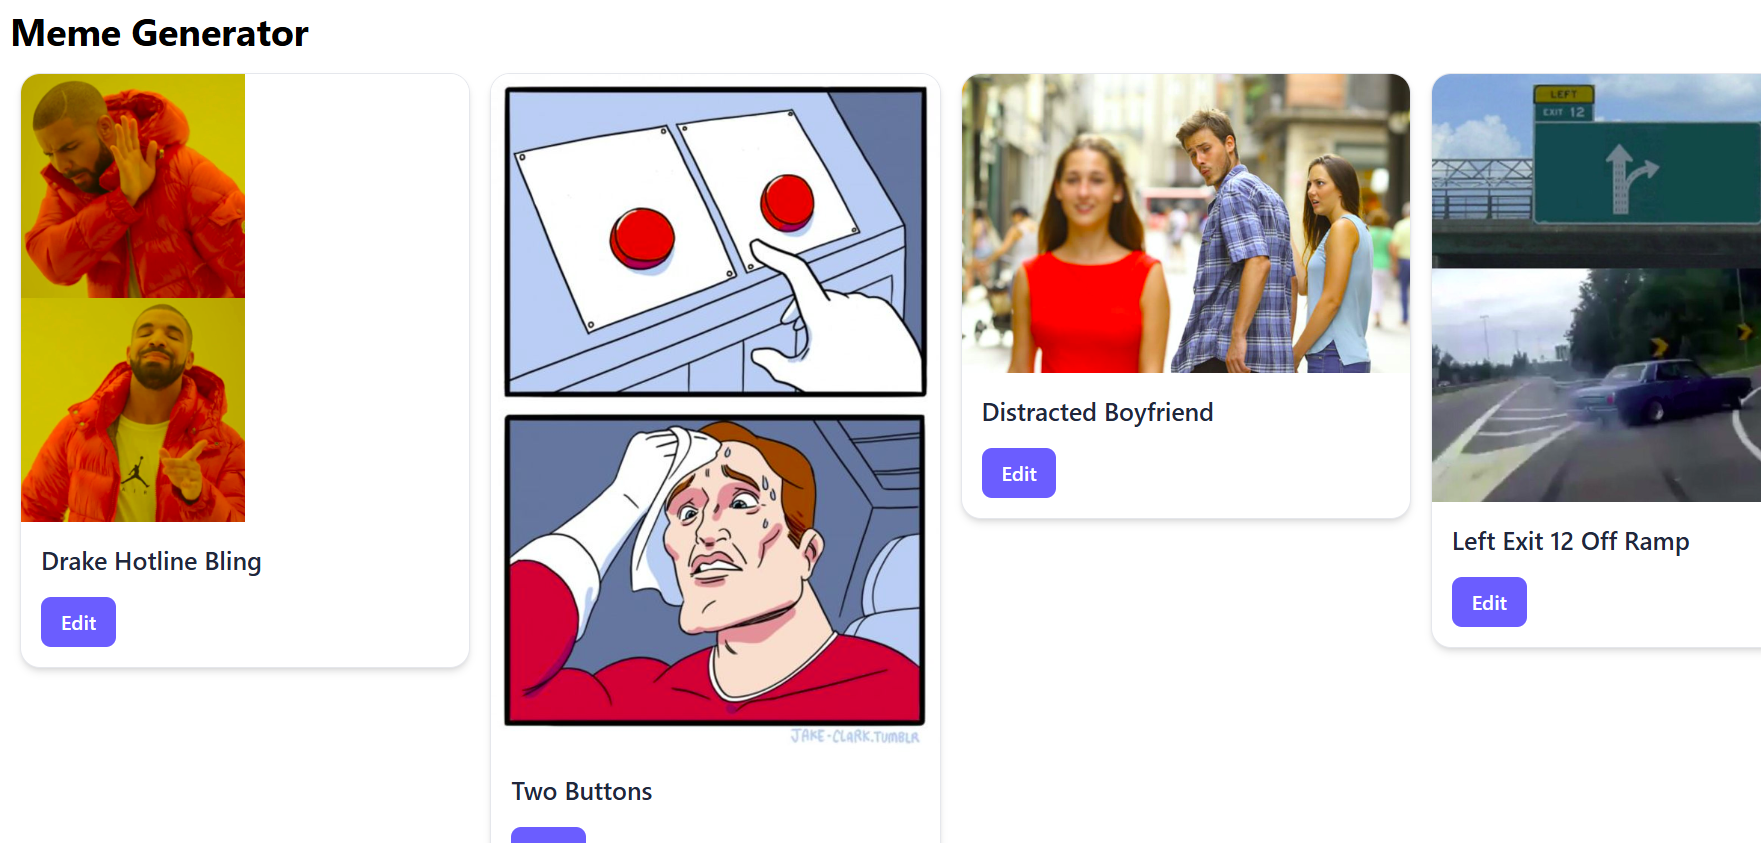 Meme Generator
Drake Hotline Bling
Edit
JAKE-CLARK.TUMBLR
Two Buttons
Distracted Boyfriend
Edit
LEFT
EXIT 12
Left Exit 12 Off Ramp
Edit